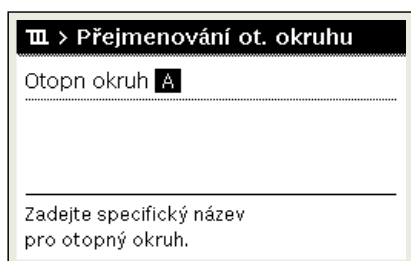 > Přejmenování ot. okruhu
Otopn okruh A
Zadejte specifický název
pro otopný okruh.